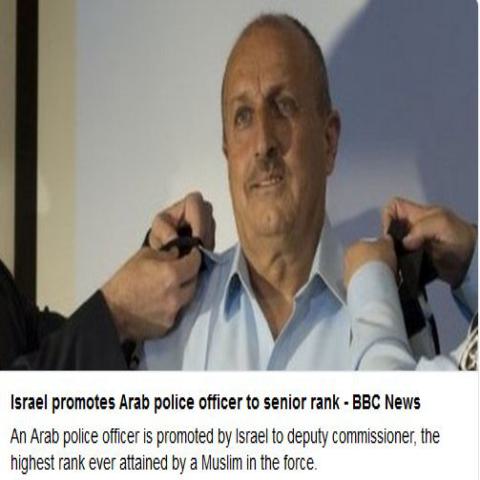 Israel promotes Arab police officer to senior rank - BBC News
An Arab police officer is promoted by Israel to deputy commissioner, the
highest rank ever attained by a Muslim in the force.